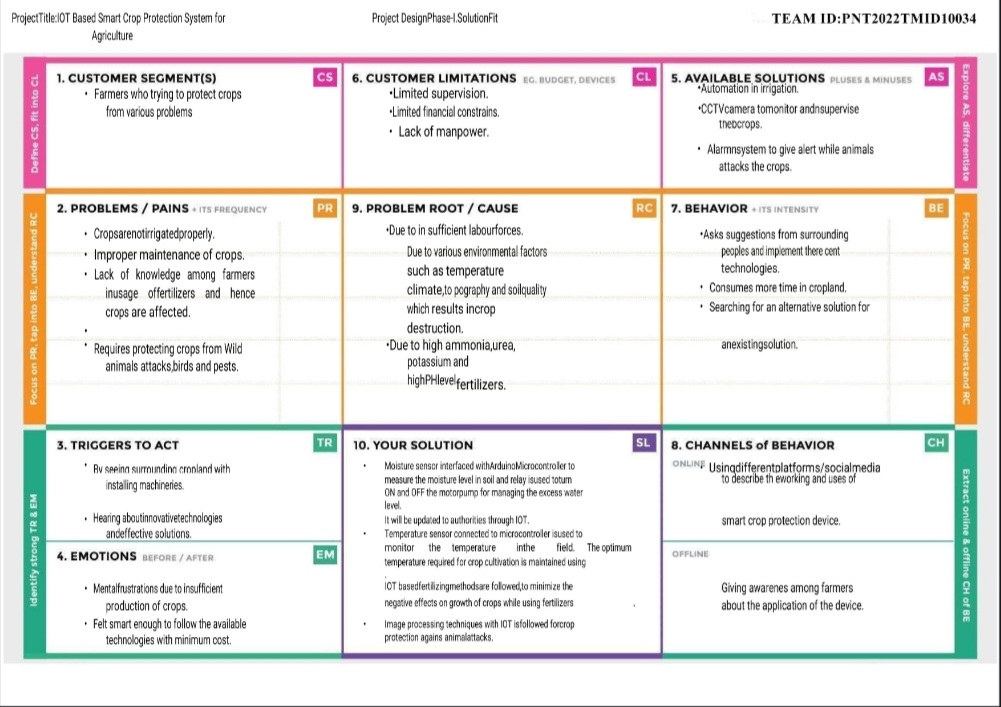 ProjectTitle:IOT Based Smart Crop Protection System for
Agriculture
Project DesignPhase-I.SolutionFit
TEAM ID:PNT2022TMID10034
Define CS, fit into CL
1. CUSTOMER SEGMENT(S)
CS
• Farmers who trying to protect crops
from various problems
6. CUSTOMER LIMITATIONS EG. BUDGET, DEVICES
CL
•Limited supervision.
•Limited financial constrains.
• Lack of manpower.
5. AVAILABLE SOLUTIONS PLUSES & MINUSES
AS
•Automation in irrigation.
•CCTVcamera tomonitor andnsupervise
thebcrops.
• Alarmnsystem to give alert while animals
attacks the crops.
Explore AS, differentiate
Focus on PR, tap into BE, understand RC
2. PROBLEMS / PAINS + ITS FREQUENCY
PR
• Cropsarenotirrigatedproperly.
• Improper maintenance of crops.
• Lack of knowledge among farmers
inusage offertilizers and hence
crops are affected.
•
• Requires protecting crops from Wild
animals attacks,birds and pests.
9. PROBLEM ROOT / CAUSE
RC
•Due to in sufficient labourforces.
Due to various environmental factors
such as temperature
climate,to pography and soilquality
which results incrop
destruction.
•Due to high ammonia,urea,
potassium and
highPHlevelfertilizers.
7. BEHAVIOR + ITS INTENSITY
BE
•Asks suggestions from surrounding
peoples and implement there cent
technologies.
• Consumes more time in cropland.
• Searching for an alternative solution for
anexistingsolution.
Focus on PR, tap into BE, understand RC
Identify strong TR & EM
3. TRIGGERS TO ACT
TR
• By seeing surrounding cropland with
installing machineries.
• Hearing aboutinnovativetechnologies
andeffective solutions.
4. EMOTIONS BEFORE / AFTER
EM
• Mentalfrustrations due to insufficient
production of crops.
• Felt smart enough to follow the available
technologies with minimum cost.
10. YOUR SOLUTION
SL
• Moisture sensor interfaced withArduinoMicrocontroller to
measure the moisture level in soil and relay isused toturn
ON and OFF the motorpump for managing the excess water
level.
It will be updated to authorities through IOT.
• Temperature sensor connected to microcontroller isused to
monitor the temperature inthe field. The optimum
temperature required for crop cultivation is maintained using
.
IOT basedfertilizingmethodsare followed,to minimize the
negative effects on growth of crops while using fertilizers .
• Image processing techniques with IOT isfollowed forcrop
protection agains animalattacks.
8. CHANNELS of BEHAVIOR
CH
ONLINE Usingdifferentplatforms/socialmedia
to describe th eworking and uses of
smart crop protection device.
OFFLINE
Giving awarenes among farmers
about the application of the device.
Extract online & offline CH of BE